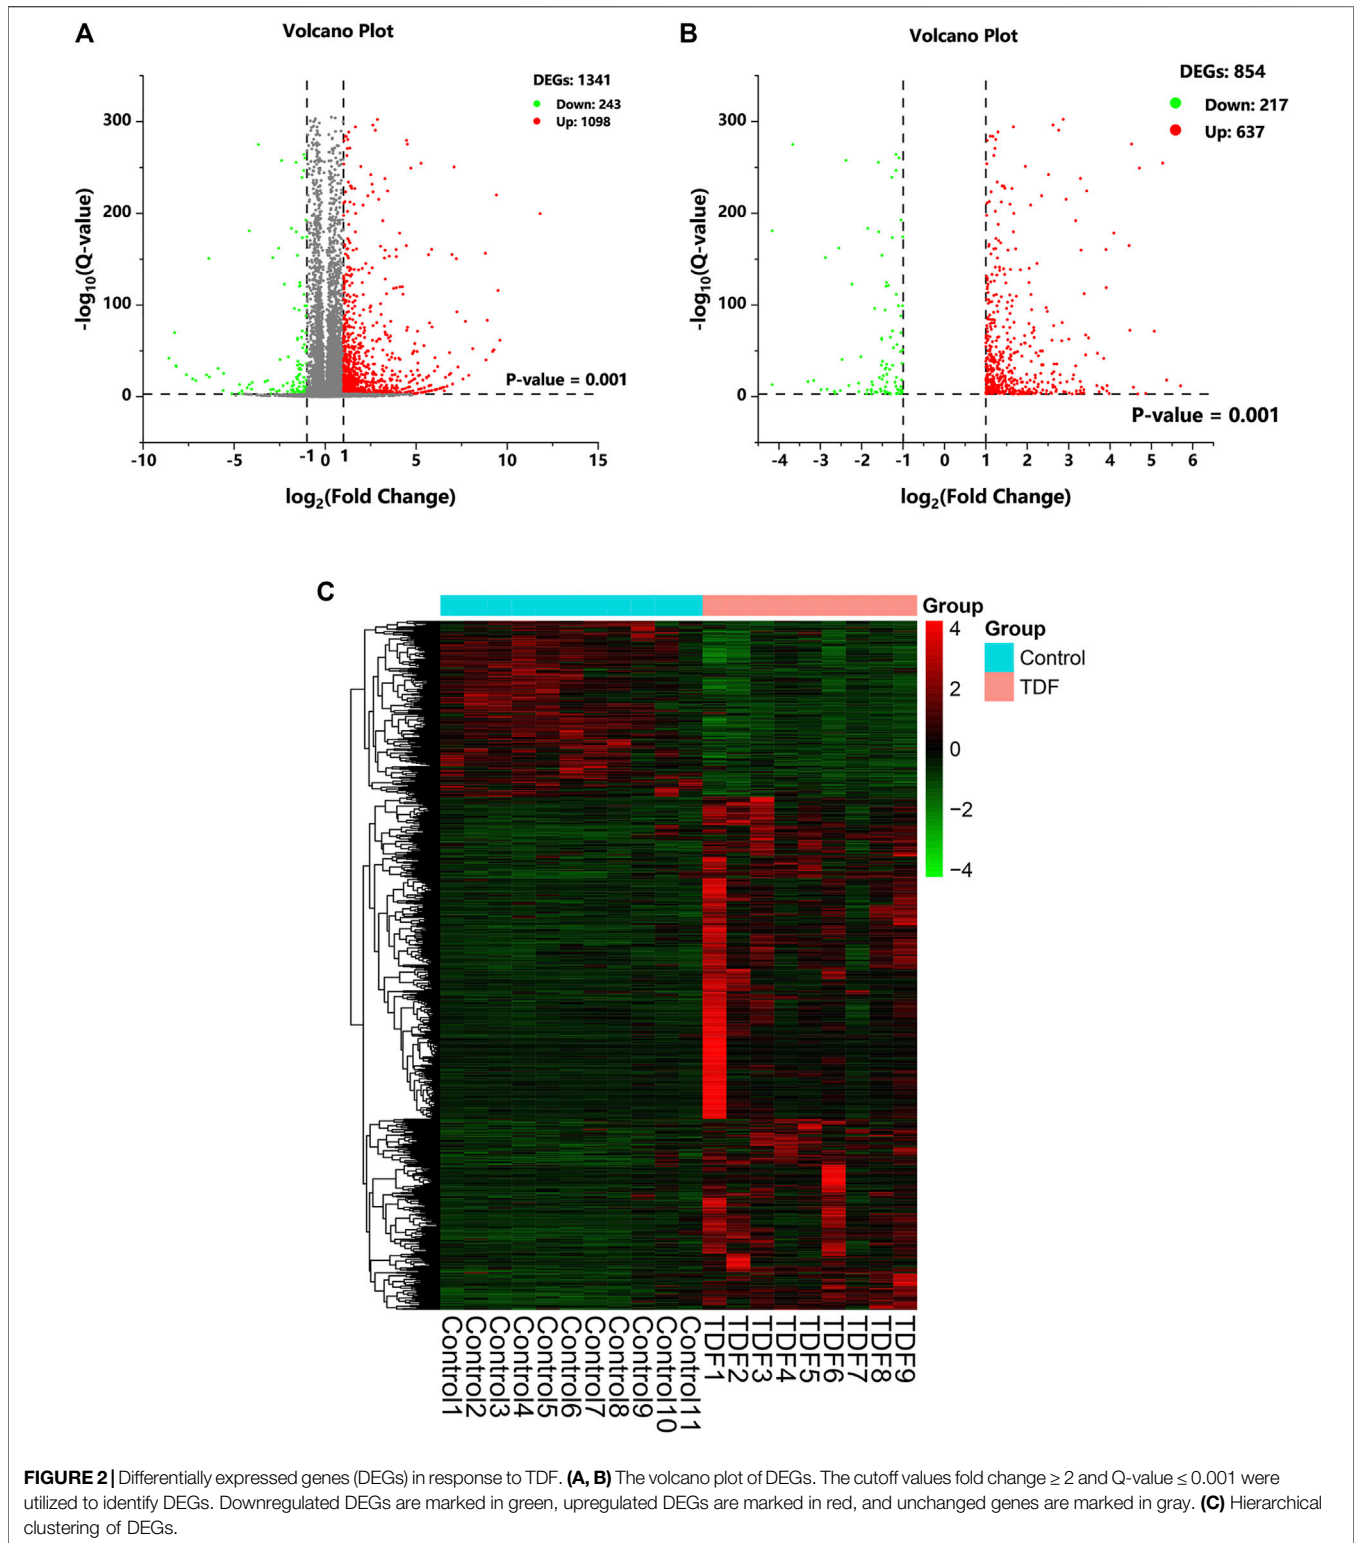 A
Volcano Plot
DEGs: 1341
Down: 243
Up: 1098
300
200
100
0
-log10(Q-value)
P-value = 0.001
-10
-5
-1
0
1
5
10
15
log2(Fold Change)
B
Volcano Plot
DEGs: 854
Down: 217
Up: 637
300
200
100
0
-log10(Q-value)
P-value = 0.001
-4
-3
-2
-1
0
1
2
3
4
5
6
log2(Fold Change)
C
Group
4
2
0
−2
−4
Group
Control
TDF
Control1
Control2
Control3
Control4
Control5
Control6
Control7
Control8
Control9
Control10
Control11
TDF1
TDF2
TDF3
TDF4
TDF5
TDF6
TDF7
TDF8
TDF9
FIGURE 2 | Differentially expressed genes (DEGs) in response to TDF. (A, B) The volcano plot of DEGs. The cutoff values fold change ≥ 2 and Q-value ≤ 0.001 were
utilized to identify DEGs. Downregulated DEGs are marked in green, upregulated DEGs are marked in red, and unchanged genes are marked in gray. (C) Hierarchical
clustering of DEGs.